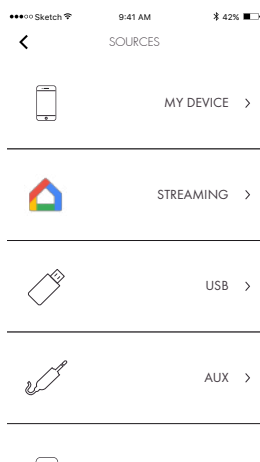 Sketch 9:41 AM 42%
SOURCES
MY DEVICE
STREAMING
USB
AUX